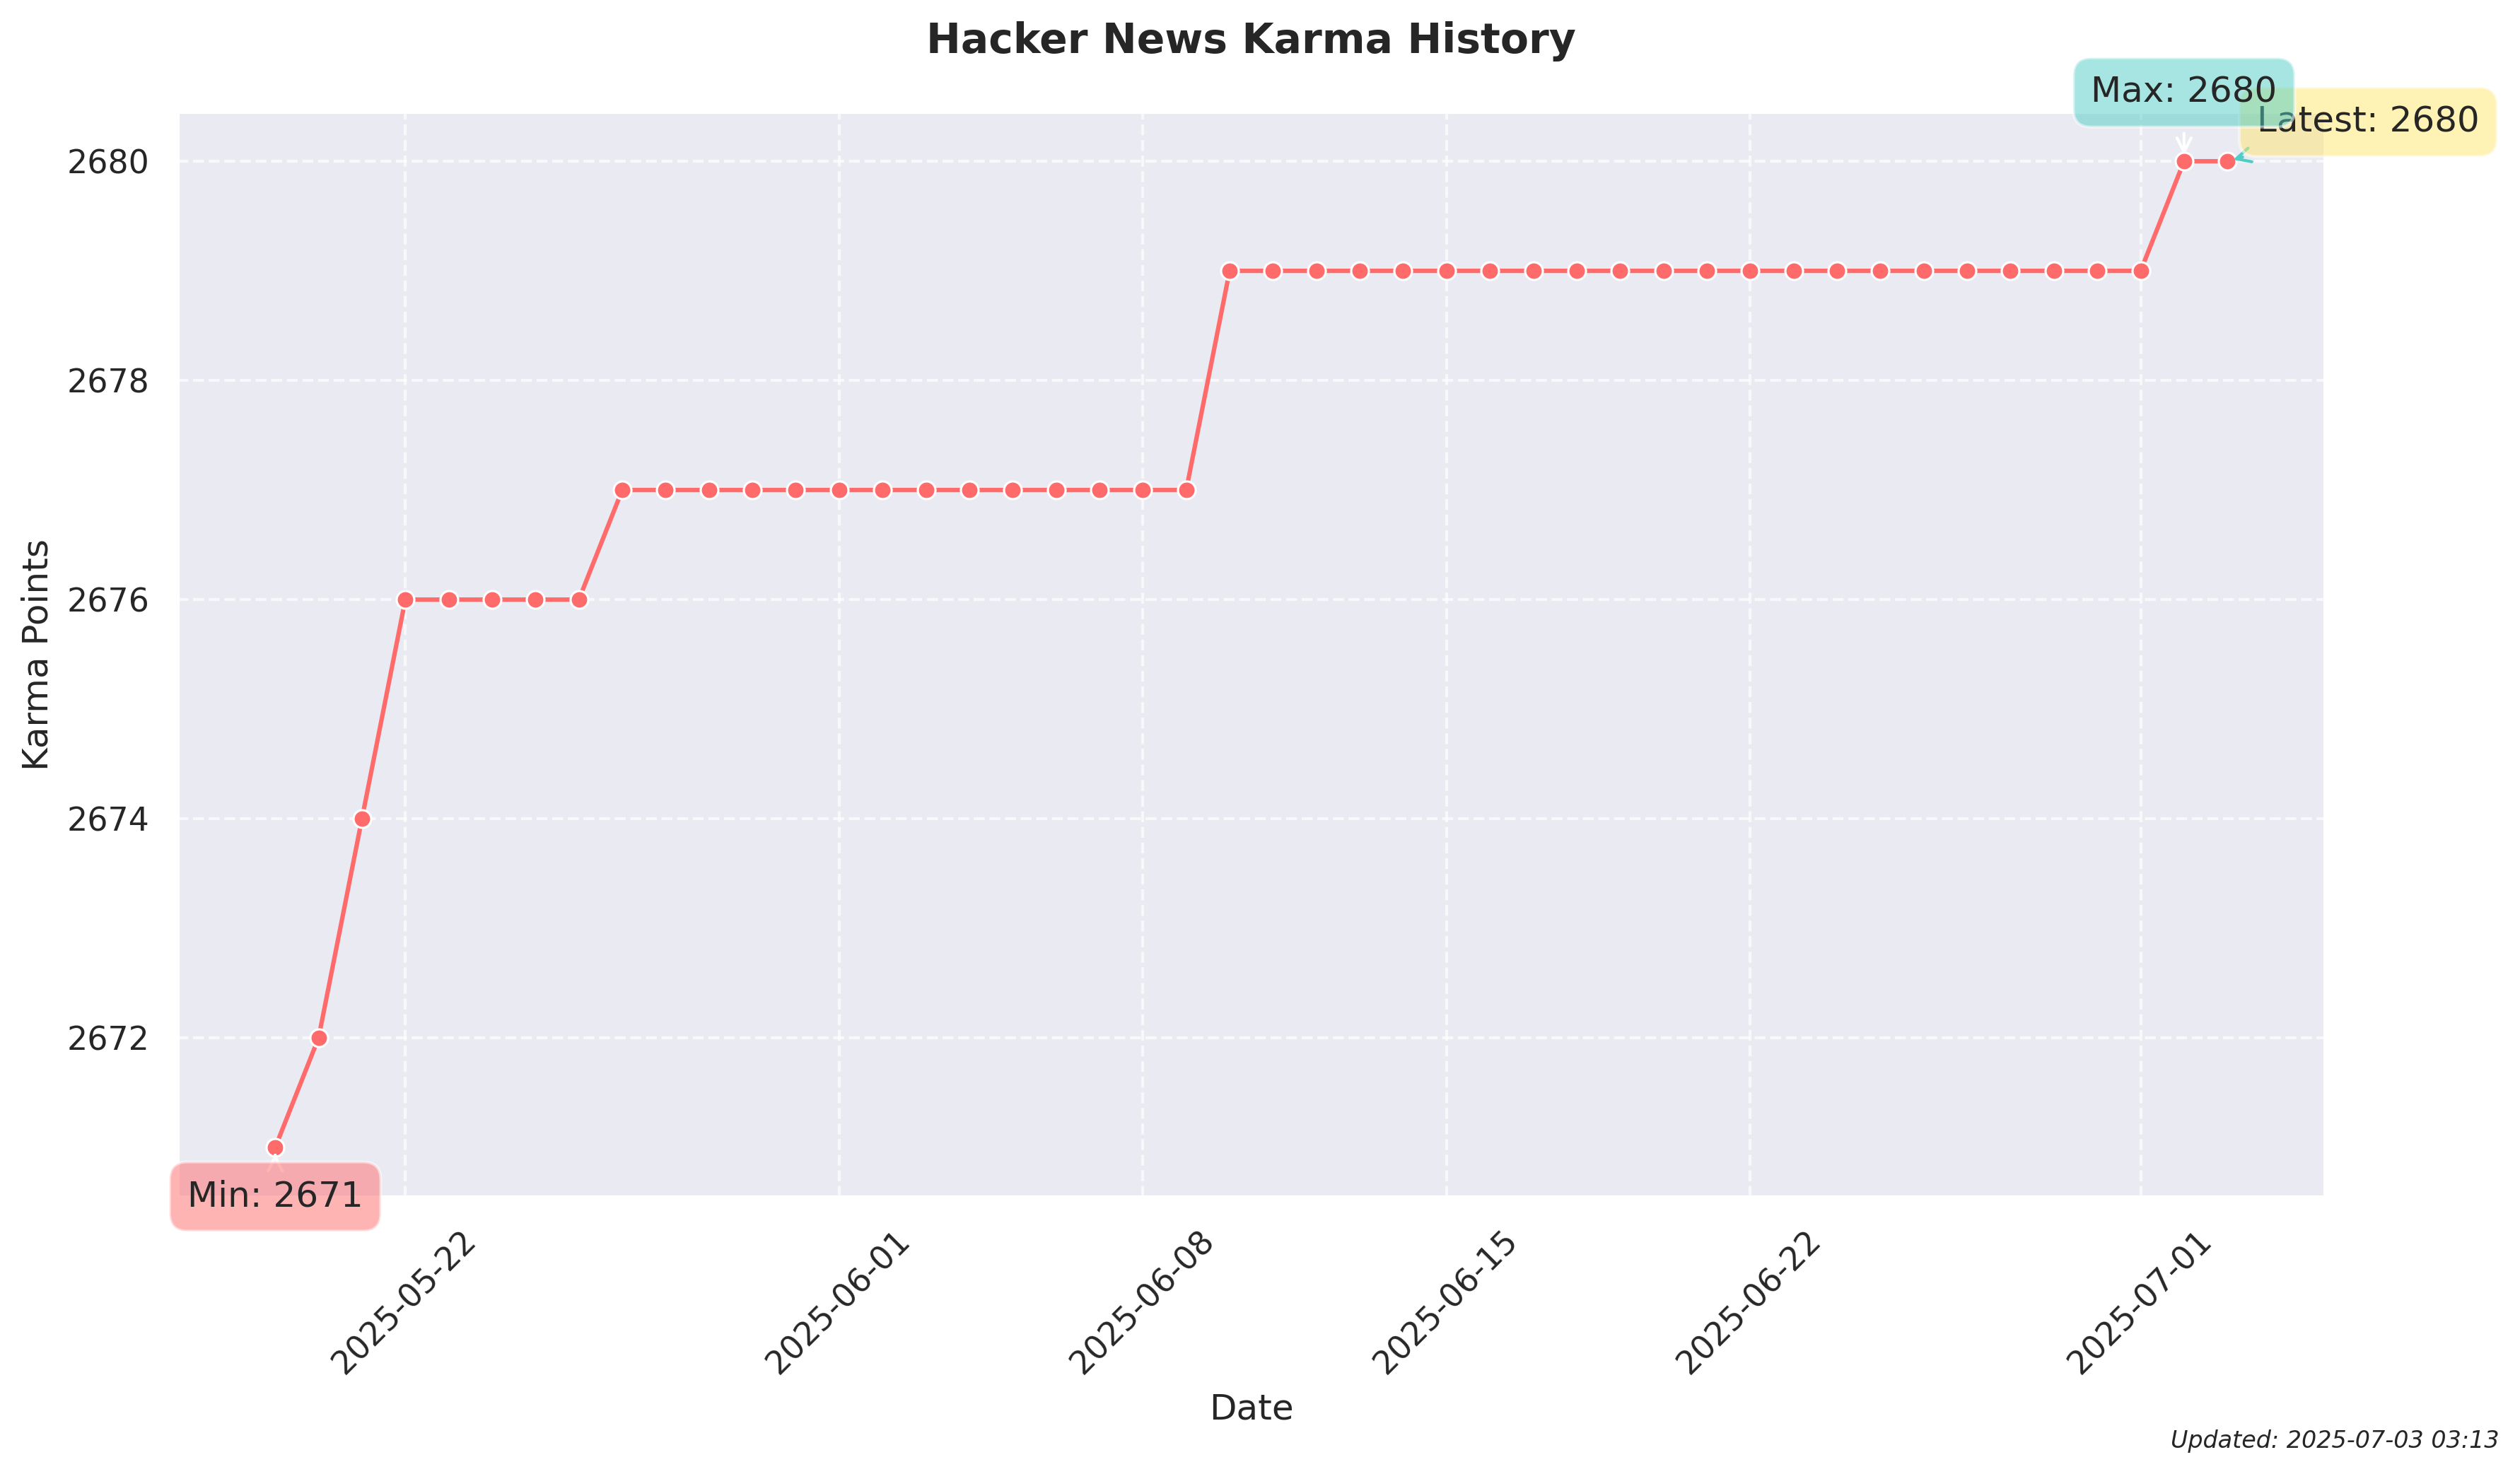 Hacker News Karma History
Max: 2680
Latest: 2680
2680
2678
2676
2674
2672
Karma Points
Min: 2671
2025-05-22
2025-06-01
2025-06-08
2025-06-15
2025-06-22
2025-07-01
Date
Updated: 2025-07-03 03:13